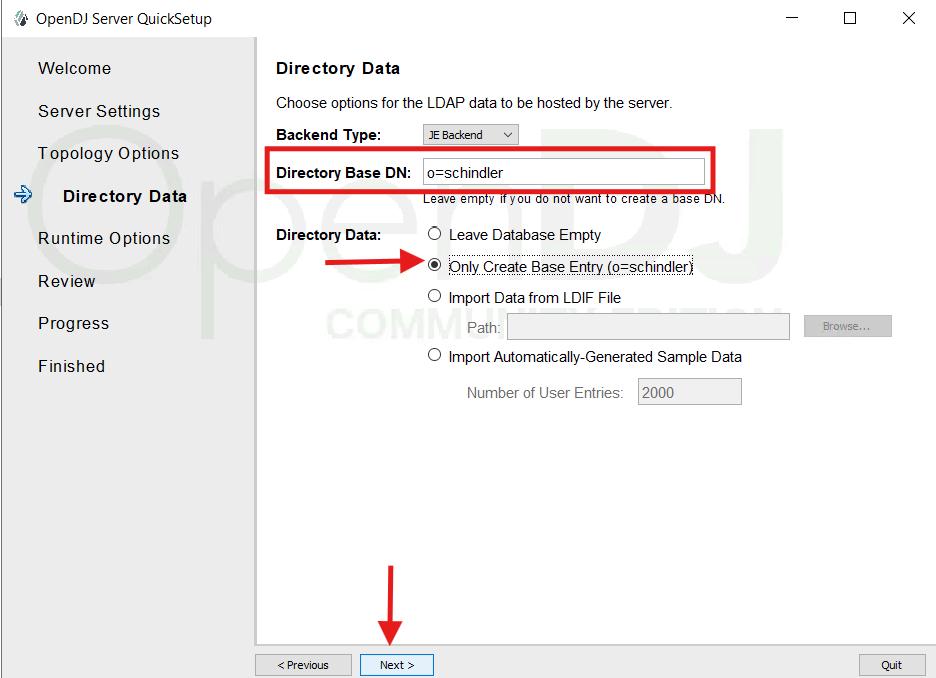 OpenDJ Server QuickSetup
Welcome
Server Settings
Topology Options
Directory Data
Runtime Options
Review
Progress
Finished
OpenDJ
COMMUNITY EDITION
Directory Data
Choose options for the LDAP data to be hosted by the server.
Backend Type: JE Backend
Directory Base DN: o=schindler
Leave empty if you do not want to create a base DN.
Directory Data: Leave Database Empty
Only Create Base Entry (o=schindler)
Import Data from LDIF File
Path: Browse...
Import Automatically-Generated Sample Data
Number of User Entries: 2000
< Previous Next > Quit